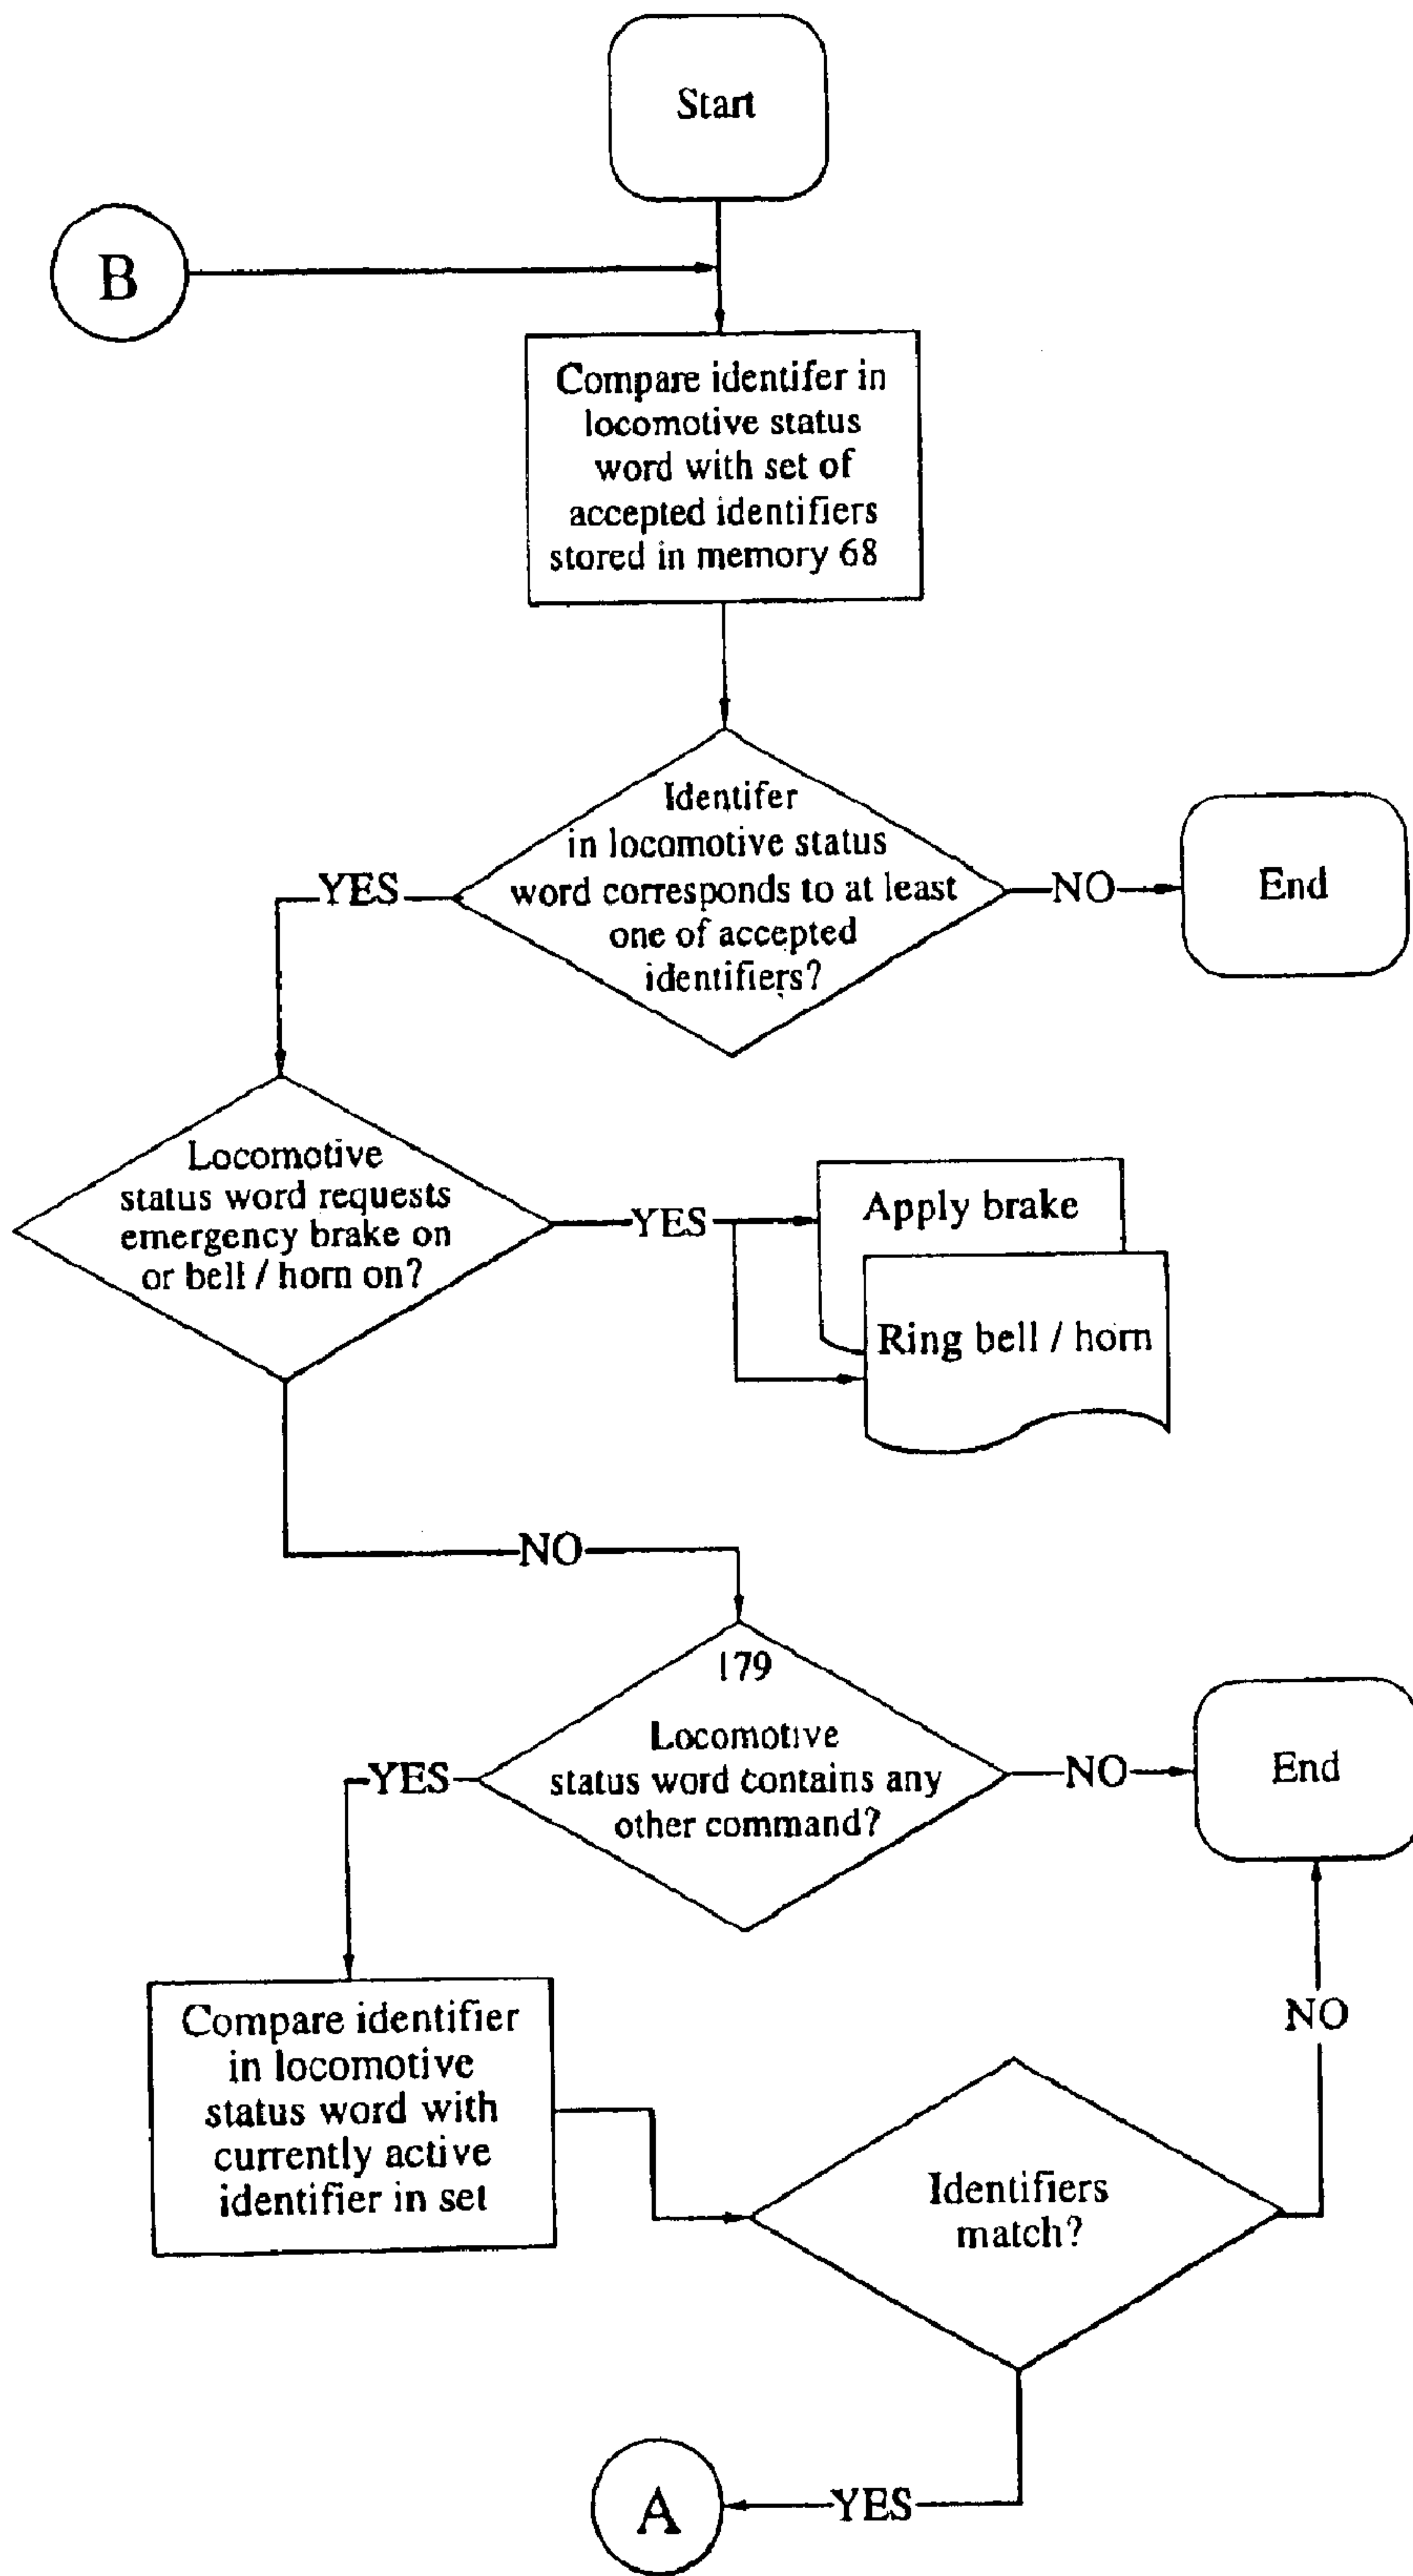 Start
B
Compare identifer in
locomotive status
word with set of
accepted identifiers
stored in memory 68
Identifer
in locomotive status
word corresponds to at least
one of accepted
identifiers?
YES
NO
End
Locomotive
status word requests
emergency brake on
or bell / horn on?
YES
Apply brake
Ring bell / horn
NO
179
Locomotive
status word contains any
other command?
YES
NO
End
Compare identifier
in locomotive
status word with
currently active
identifier in set
Identifiers
match?
NO
YES
A